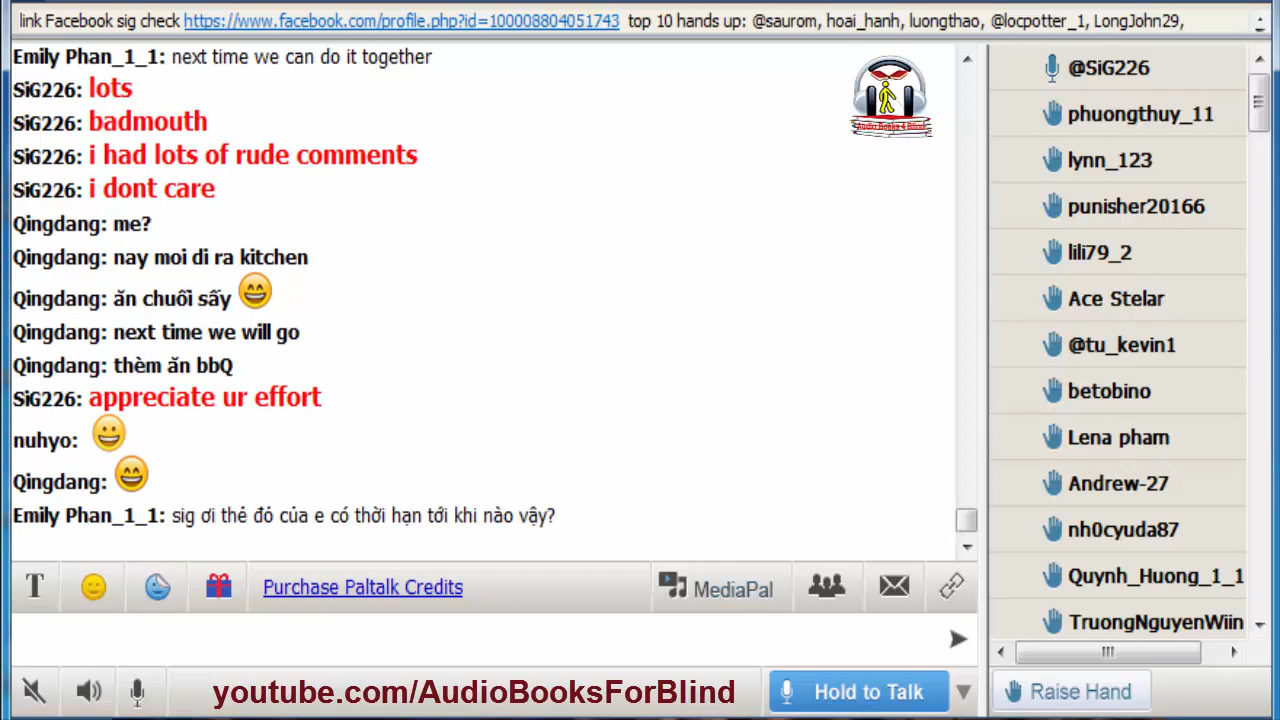 link Facebook sig check https://www.facebook.com/profile.php?id=100008804051743 top 10 hands up: @saurom, hoai_hanh, luongthao, @locpotter_1, LongJohn29,
Emily Phan_1_1: next time we can do it together
SiG226: lots
SiG226: badmouth
SiG226: i had lots of rude comments
SiG226: i dont care
Qingdang: me?
Qingdang: nay moi di ra kitchen
Qingdang: ăn chuối sấy
Qingdang: next time we will go
Qingdang: thèm ăn bbQ
SiG226: appreciate ur effort
nuhyo:
Qingdang:
Emily Phan_1_1: sig ơi thẻ đỏ của e có thời hạn tới khi nào vậy?
Audio Books 4 Blind
@SiG226
phuongthuy_11
lynn_123
punisher20166
lili79_2
Ace Stelar
@tu_kevin1
betobino
Lena pham
Andrew-27
nh0cyuda87
Quynh_Huong_1_1
TruongNguyenWiin
T
Purchase Paltalk Credits
MediaPal
youtube.com/AudioBooksForBlind
Hold to Talk
Raise Hand